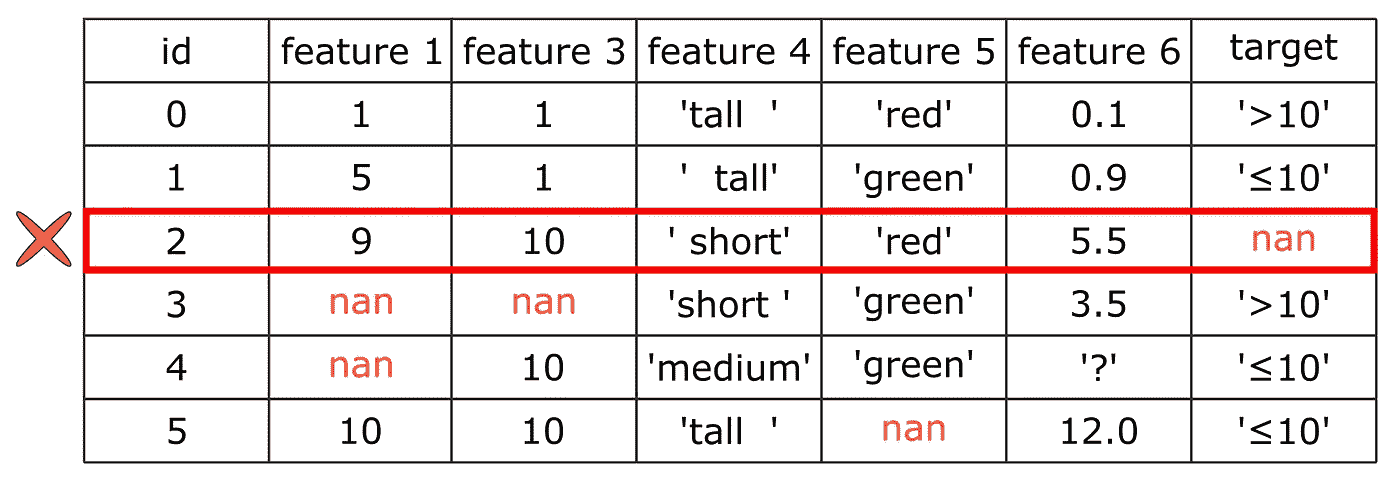 id feature 1 feature 3 feature 4 feature 5 feature 6 target
0 1 1 'tall  ' 'red' 0.1 '>10'
1 5 1 '  tall' 'green' 0.9 '≤10'
2 9 10 ' short' 'red' 5.5 nan
3 nan nan 'short ' 'green' 3.5 '>10'
4 nan 10 'medium' 'green' '?' '≤10'
5 10 10 'tall  ' nan 12.0 '≤10'